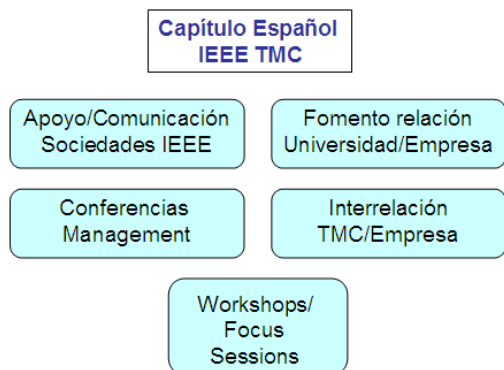 Capítulo Español
IEEE TMC
Apoyo/Comunicación
Sociedades IEEE
Fomento relación
Universidad/Empresa
Conferencias
Management
Interrelación
TMC/Empresa
Workshops/
Focus
Sessions